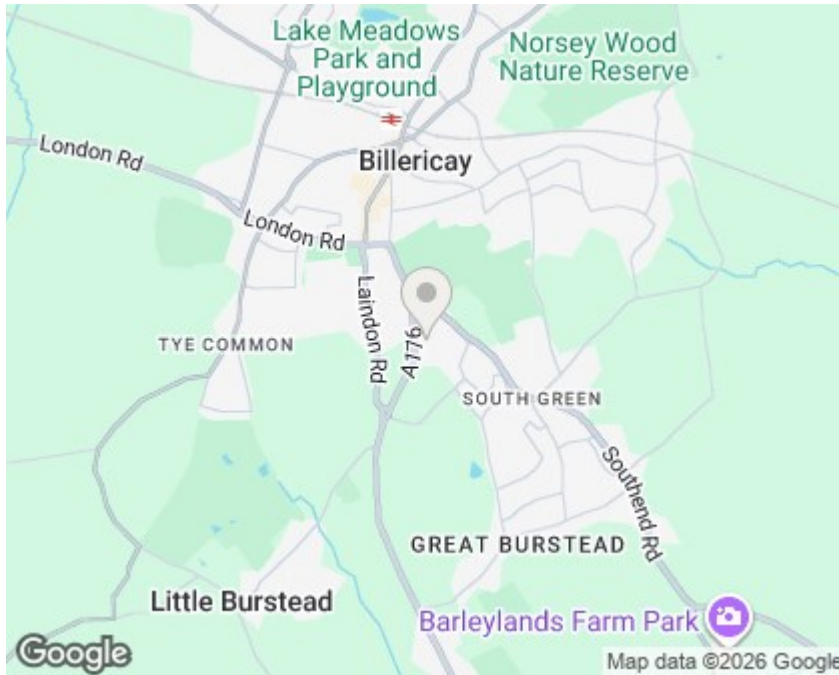 Lake Meadows
Park and
Playground
Norsey Wood
Nature Reserve
London Rd
Billericay
London Rd
Laindon Rd
A176
TYE COMMON
SOUTH GREEN
Southend Rd
GREAT BURSTEAD
Little Burstead
Barleylands Farm Park
Google
Map data ©2026 Google